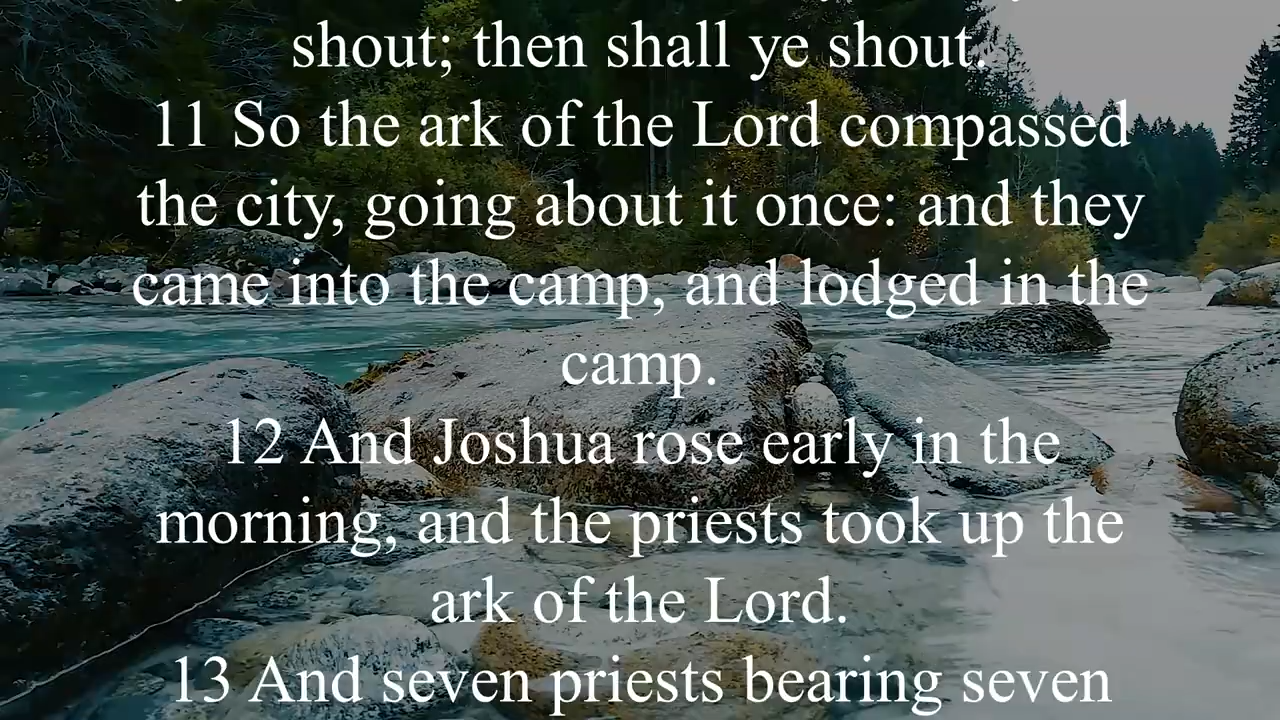 shout; then shall ye shout.
11 So the ark of the Lord compassed
the city, going about it once: and they
came into the camp, and lodged in the
camp.
12 And Joshua rose early in the
morning, and the priests took up the
ark of the Lord.
13 And seven priests bearing seven